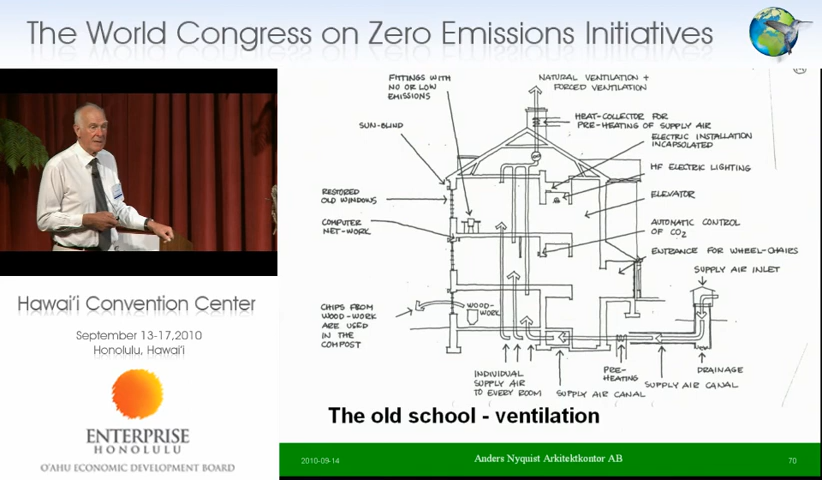 The World Congress on Zero Emissions Initiatives
Hawai'i Convention Center
September 13-17,2010
Honolulu, Hawai'i
ENTERPRISE
HONOLULU
O'AHU ECONOMIC DEVELOPMENT BOARD
FITTINGS WITH
NO OR LOW
EMISSIONS
NATURAL VENTILATION +
FORCED VENTILATION
HEAT-COLLECTOR FOR
PRE-HEATING OF SUPPLY AIR
SUN-BLIND
ELECTRIC INSTALLATION
INCAPSOLATED
HF ELECTRIC LIGHTING
RESTORED
OLD WINDOWS
ELEVATOR
COMPUTER
NET-WORK
AUTOMATIC CONTROL
OF CO2
ENTRANCE FOR WHEEL-CHAIRS
SUPPLY AIR INLET
CHIPS FROM
WOOD-WORK
ARE USED
IN THE
COMPOST
WOOD-
WORK
INDIVIDUAL
SUPPLY AIR
TO EVERY ROOM
SUPPLY AIR CANAL
PRE-
HEATING
SUPPLY AIR CANAL
DRAINAGE
The old school - ventilation
2010-09-14
Anders Nyquist Arkitektkontor AB
70